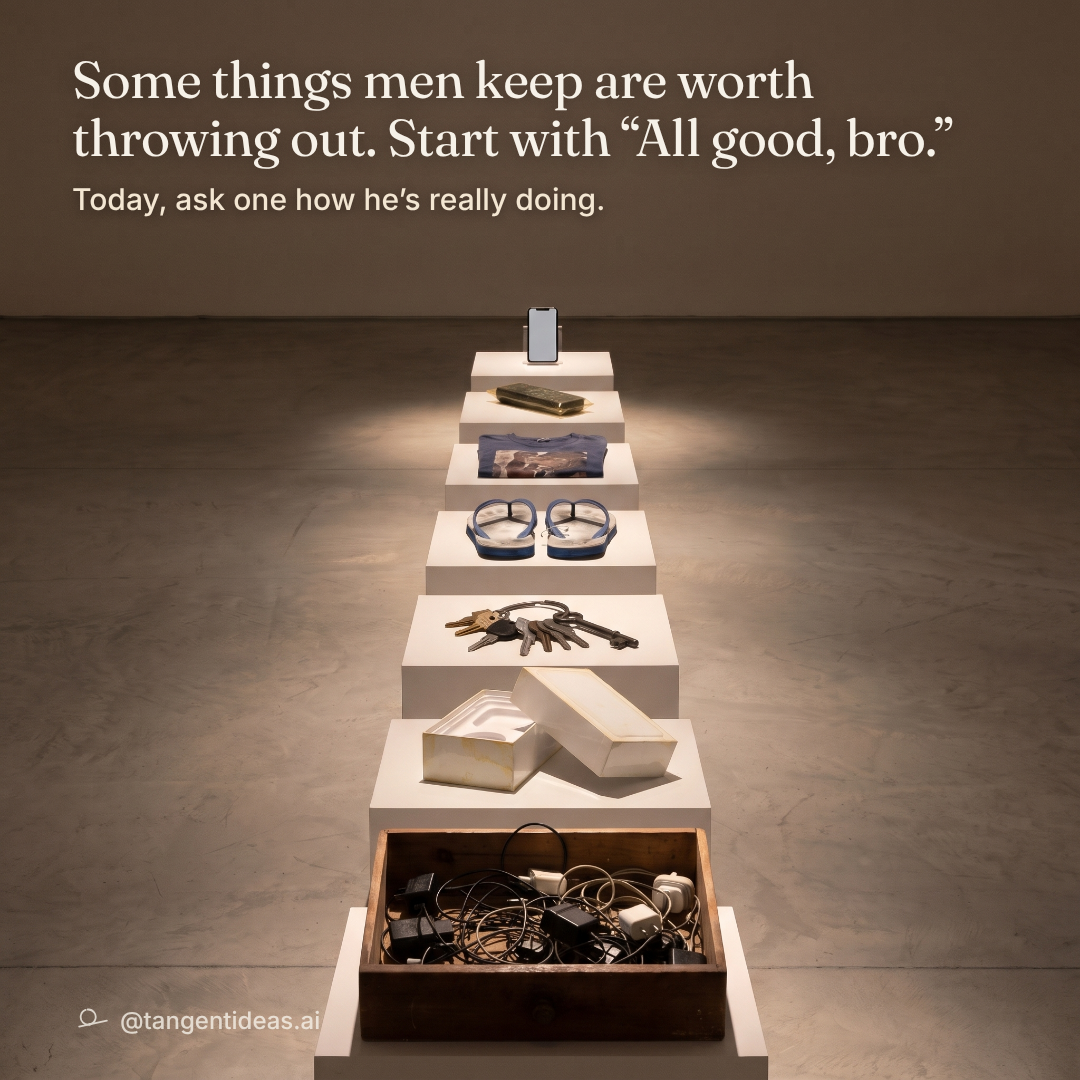 Some things men keep are worth
throwing out. Start with “All good, bro.”
Today, ask one how he’s really doing.
@tangentideas.ai